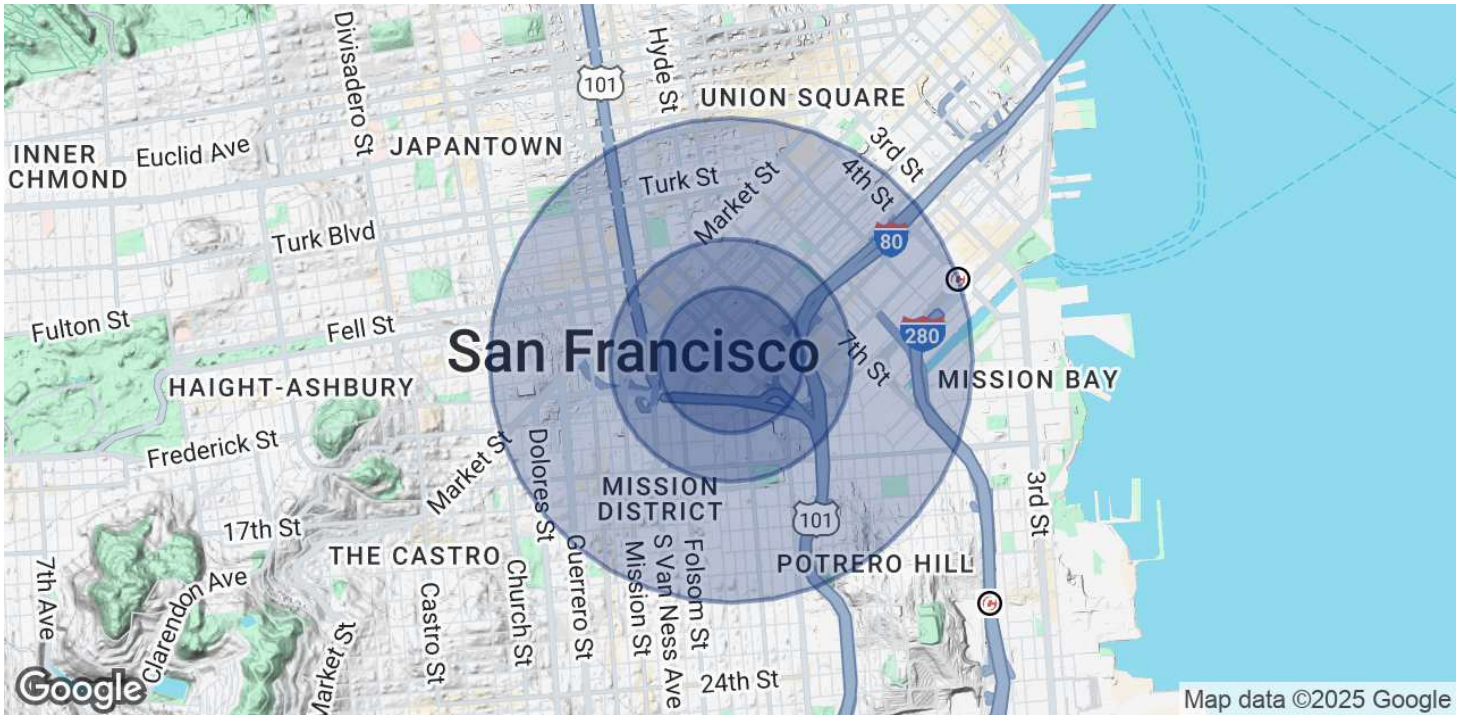 Divisadero St
Hyde St
101
UNION SQUARE
3rd St
JAPANTOWN
INNER
CHMOND
Euclid Ave
4th St
Turk St
Market St
Turk Blvd
80
Fulton St
Fell St
San Francisco
280
7th St
HAIGHT-ASHBURY
MISSION BAY
Frederick St
Market St
Dolores St
MISSION
DISTRICT
17th St
101
3rd St
THE CASTRO
POTRERO HILL
7th Ave
Clarendon Ave
Castro St
Church St
Guerrero St
Mission St
S Van Ness Ave
Folsom St
Market St
24th St
Google
Map data ©2025 Google